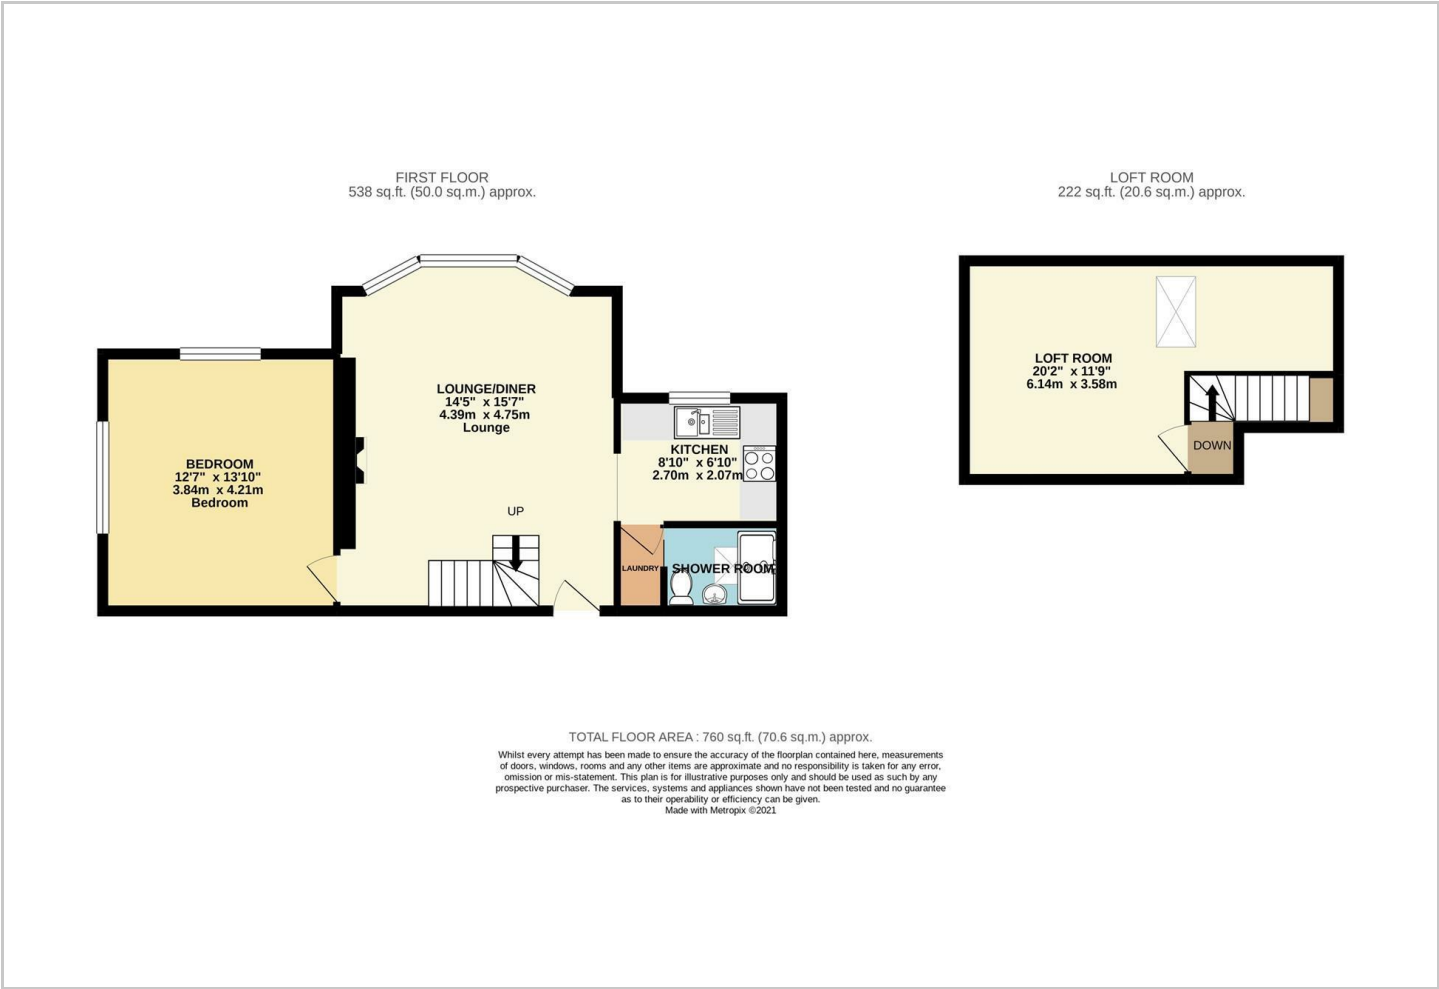 FIRST FLOOR
538 sq.ft. (50.0 sq.m.) approx.
LOFT ROOM
222 sq.ft. (20.6 sq.m.) approx.
LOUNGE/DINER
14'5" x 15'7"
4.39m x 4.75m
Lounge
BEDROOM
12'7" x 13'10"
3.84m x 4.21m
Bedroom
KITCHEN
8'10" x 6'10"
2.70m x 2.07m
UP
LAUNDRY
SHOWER ROOM
LOFT ROOM
20'2" x 11'9"
6.14m x 3.58m
DOWN
TOTAL FLOOR AREA : 760 sq.ft. (70.6 sq.m.) approx.
Whilst every attempt has been made to ensure the accuracy of the floorplan contained here, measurements
of doors, windows, rooms and any other items are approximate and no responsibility is taken for any error,
omission or mis-statement. This plan is for illustrative purposes only and should be used as such by any
prospective purchaser. The services, systems and appliances shown have not been tested and no guarantee
as to their operability or efficiency can be given.
Made with Metropix ©2021